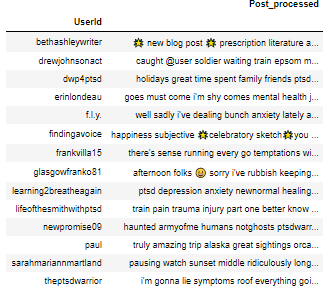 Post_processed
UserId
bethashleywriter 💥 new blog post 💥 prescription literature a...
drewjohnsonact caught @user soldier waiting train epsom m...
dwp4ptsd holidays great time spent family friends ptsd...
erinlondeau goes must come i'm shy comes mental health j...
f.l.y. well sadly i've dealing bunch anxiety lately a...
findingavoice happiness subjective 💥celebratory sketch💥you ...
frankvilla15 there's sense running every go temptations wi...
glasgowfranko81 afternoon folks 😊 sorry i've rubbish keeping...
learning2breatheagain ptsd depression anxiety newnormal healing...
lifeofthesmithwithptsd train pain trauma injury part one better know ...
newpromise09 haunted armyofme humans notghosts ptsdwarr...
paul truly amazing trip alaska great sightings orca...
sarahmariannmartland pausing watch sunset middle ridiculously long...
theptsdwarrior i'm gonna lie symptoms roof everything goi...